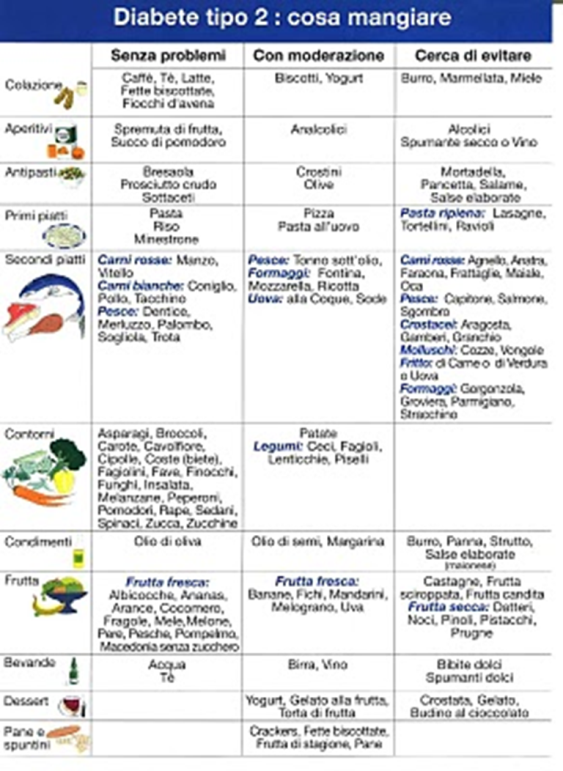 Diabete tipo 2 : cosa mangiare
Senza problemi
Con moderazione
Cerca di evitare
Colazione
Caffè, Tè, Latte,
Fette biscottate,
Fiocchi d'avena
Biscotti, Yogurt
Burro, Marmellata, Miele
Aperitivi
Spremuta di frutta,
Succo di pomodoro
Analcolici
Alcolici
Spumante secco o Vino
Antipasti
Bresaola
Prosciutto crudo
Sottaceti
Crostini
Olive
Mortadella,
Pancetta, Salame,
Salse elaborate
Primi piatti
Pasta
Riso
Minestrone
Pizza
Pasta all'uovo
Pasta ripiena: Lasagne,
Tortellini, Ravioli
Secondi piatti
Carni rosse: Manzo,
Vitello
Carni bianche: Coniglio,
Pollo, Tacchino
Pesce: Dentice,
Merluzzo, Palombo,
Sogliola, Trota
Pesce: Tonno sott'olio,
Formaggi: Fontina,
Mozzarella, Ricotta
Uova: alla Coque, Sode
Carni rosse: Agnello, Anatra,
Faraona, Frattaglie, Maiale,
Oca
Pesce: Capitone, Salmone,
Sgombro
Crostacei: Aragosta,
Gamberi, Granchio
Molluschi: Cozze, Vongole
Fritto: di Carne o di Verdura
o Uova
Formaggi: Gorgonzola,
Groviera, Parmigiano,
Stracchino
Contorni
Asparagi, Broccoli,
Carote, Cavolfiore,
Cipolle, Coste (biete),
Fagiolini, Fave, Finocchi,
Funghi, Insalata,
Melanzane, Peperoni,
Pomodori, Rape, Sedani,
Spinaci, Zucca, Zucchine
Patate
Legumi: Ceci, Fagioli,
Lenticchie, Piselli
Condimenti
Olio di oliva
Olio di semi, Margarina
Burro, Panna, Strutto,
Salse elaborate
(maionese)
Frutta
Frutta fresca:
Albicocche, Ananas,
Arance, Cocomero,
Fragole, Mele, Melone,
Pere, Pesche, Pompelmo,
Macedonia senza zucchero
Frutta fresca:
Banane, Fichi, Mandarini,
Melograno, Uva
Castagne, Frutta
sciroppata, Frutta candita
Frutta secca: Datteri,
Noci, Pinoli, Pistacchi,
Prugne
Bevande
Acqua
Tè
Birra, Vino
Bibite dolci
Spumanti dolci
Dessert
Yogurt, Gelato alla frutta,
Torta di frutta
Crostata, Gelato,
Budino al cioccolato
Pane e
spuntini
Crackers, Fette biscottate,
Frutta di stagione, Pane